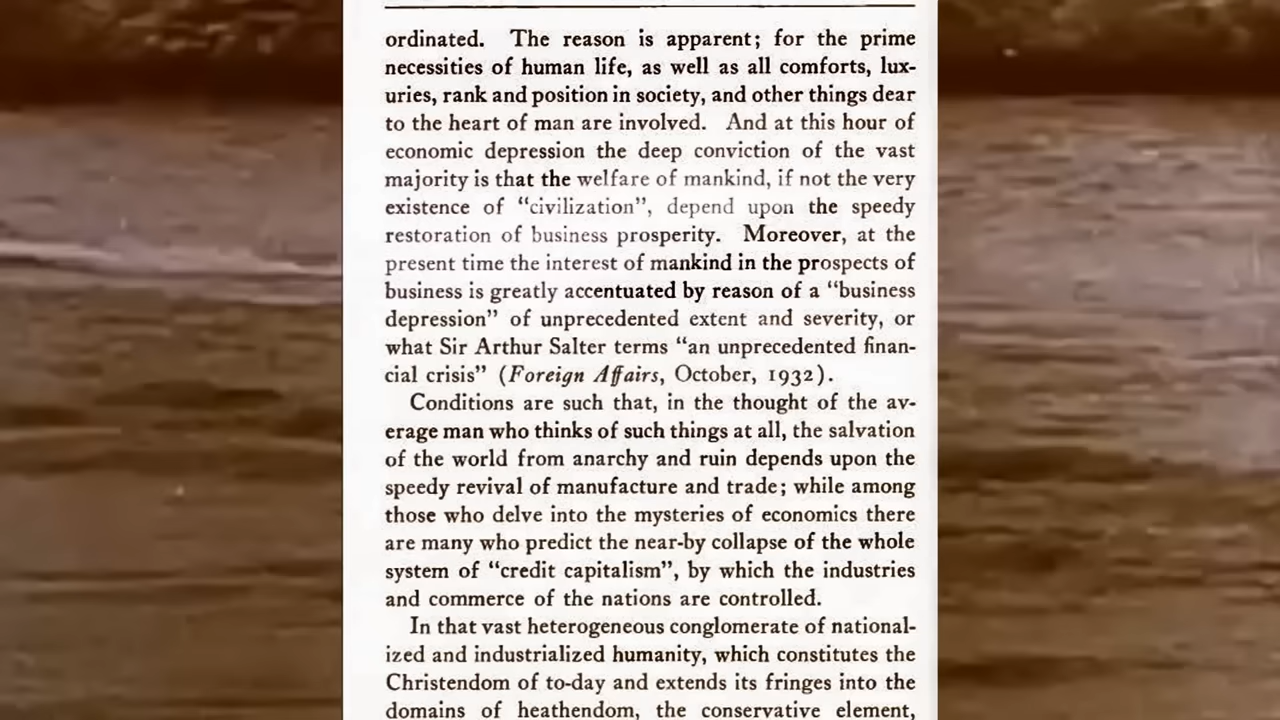 ordinated. The reason is apparent; for the prime
necessities of human life, as well as all comforts, lux-
uries, rank and position in society, and other things dear
to the heart of man are involved. And at this hour of
economic depression the deep conviction of the vast
majority is that the welfare of mankind, if not the very
existence of “civilization”, depend upon the speedy
restoration of business prosperity. Moreover, at the
present time the interest of mankind in the prospects of
business is greatly accentuated by reason of a “business
depression” of unprecedented extent and severity, or
what Sir Arthur Salter terms “an unprecedented finan-
cial crisis” (Foreign Affairs, October, 1932).
Conditions are such that, in the thought of the av-
erage man who thinks of such things at all, the salvation
of the world from anarchy and ruin depends upon the
speedy revival of manufacture and trade; while among
those who delve into the mysteries of economics there
are many who predict the near-by collapse of the whole
system of “credit capitalism”, by which the industries
and commerce of the nations are controlled.
In that vast heterogeneous conglomerate of national-
ized and industrialized humanity, which constitutes the
Christendom of to-day and extends its fringes into the
domains of heathendom, the conservative element,